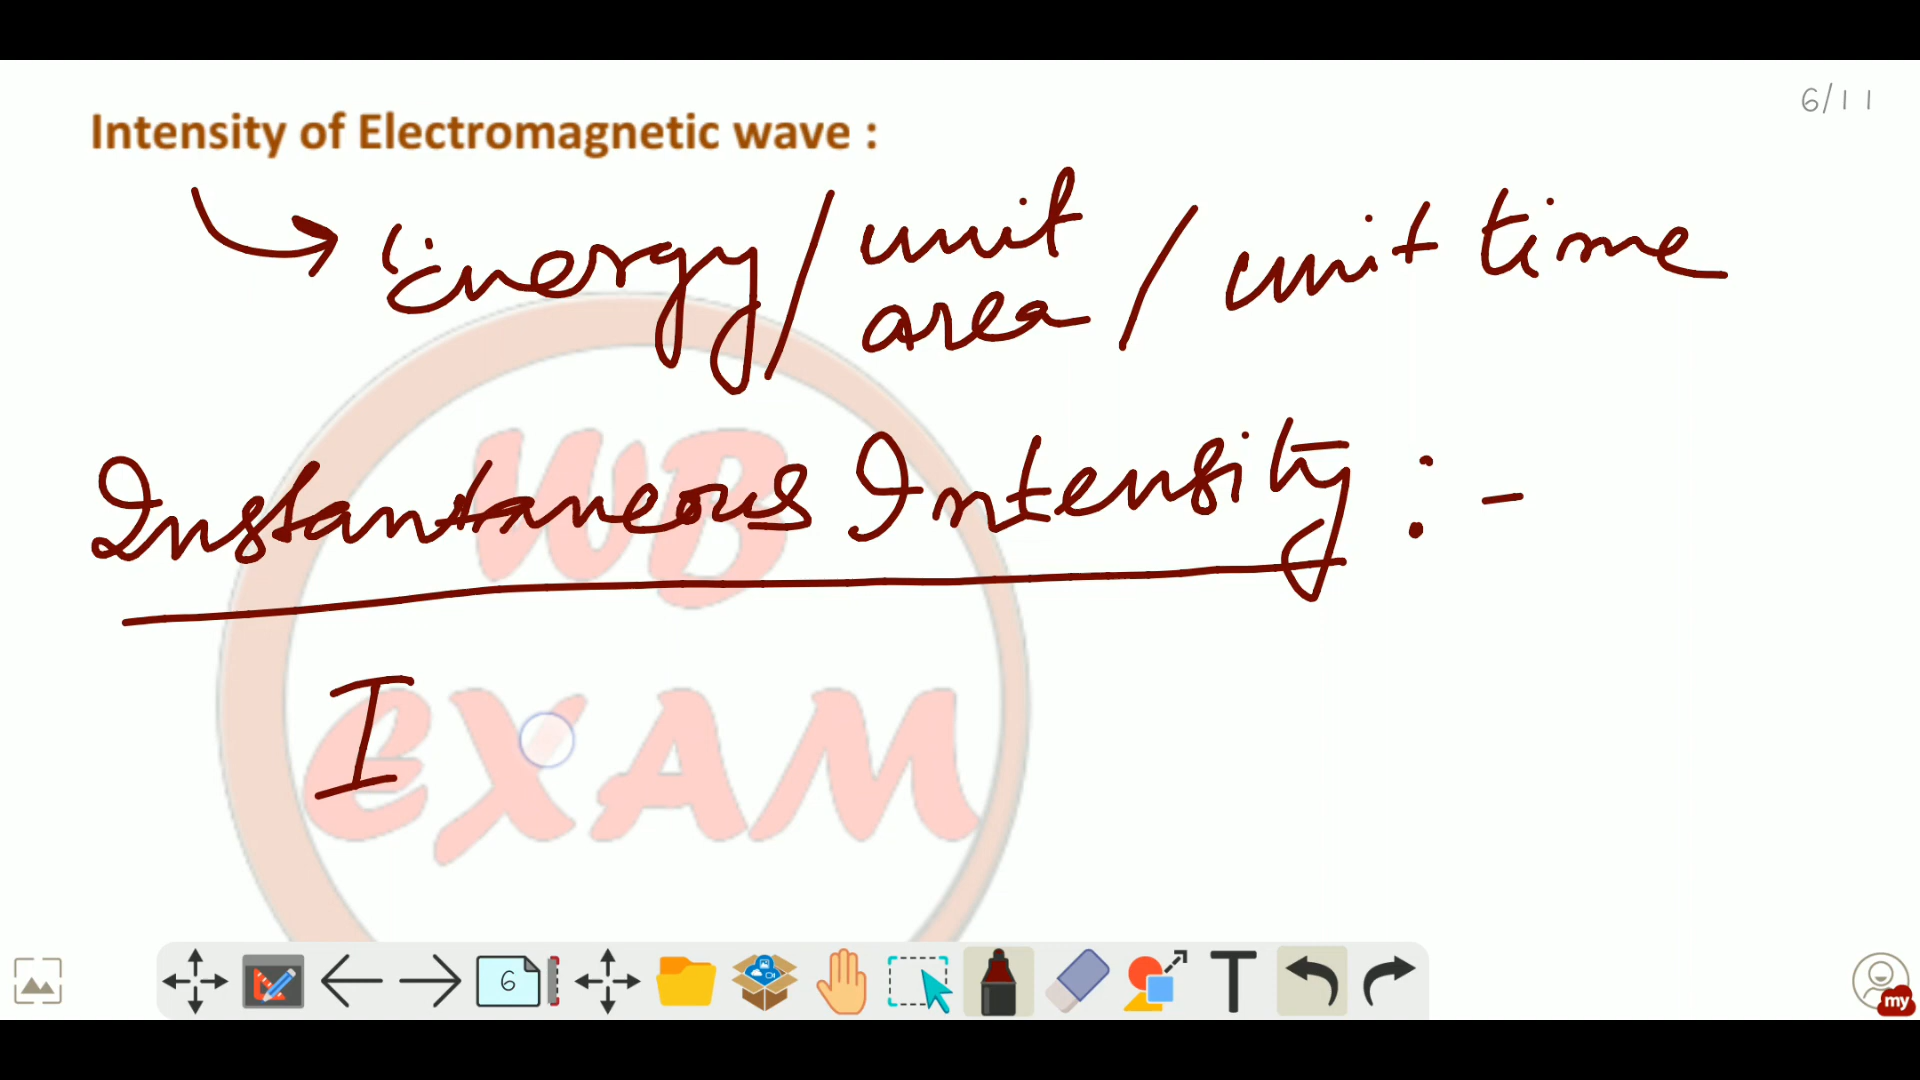 6/11
Intensity of Electromagnetic wave :
Energy/unit area/unit time
Instantaneous Intensity : -
I
WB
eXAM
6
T
my